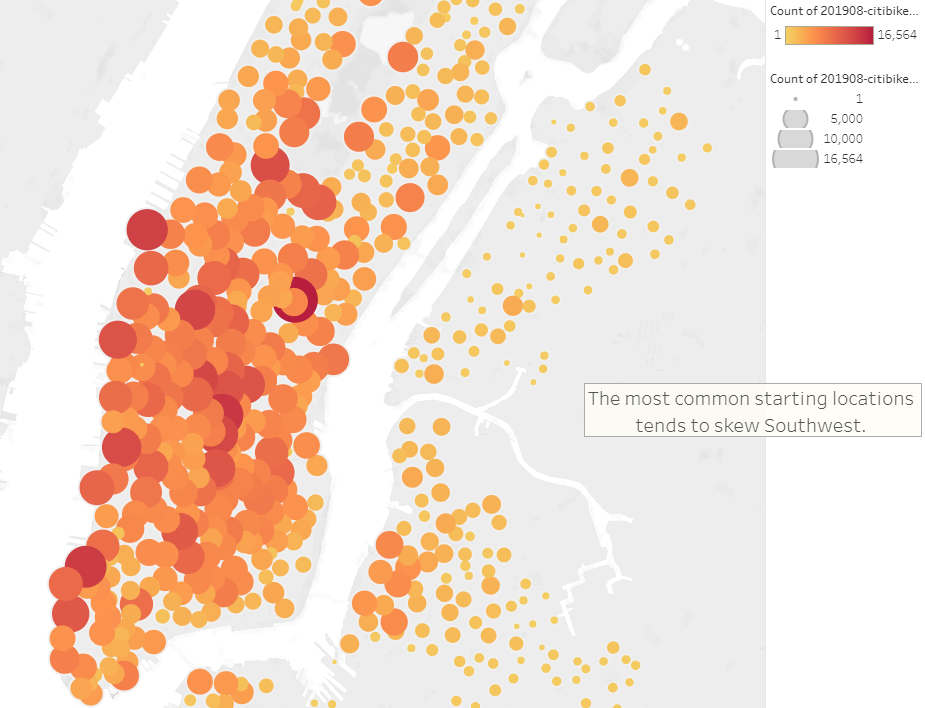 Count of 201908-citibike...
1 16,564
Count of 201908-citibike...
1
5,000
10,000
16,564
The most common starting locations
tends to skew Southwest.